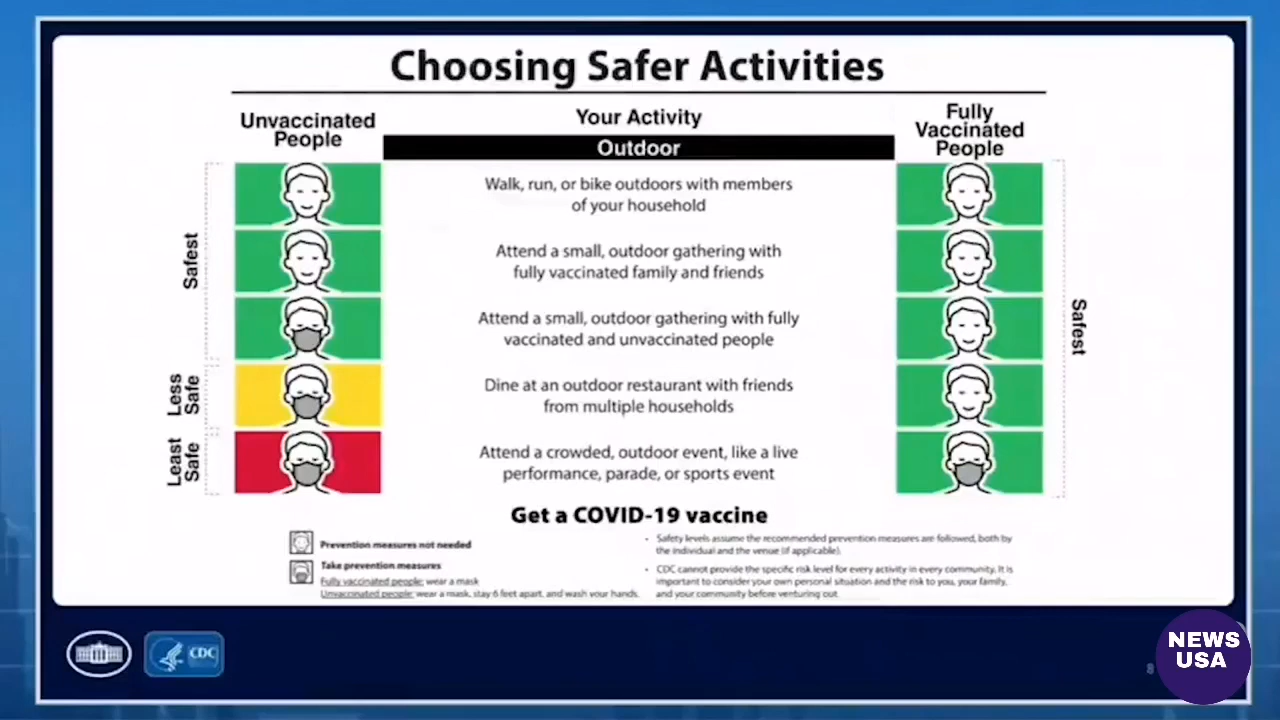 Choosing Safer Activities
Unvaccinated
People
Your Activity
Fully
Vaccinated
People
Outdoor
Safest
Less
Safe
Least
Safe
Walk, run, or bike outdoors with members
of your household
Attend a small, outdoor gathering with
fully vaccinated family and friends
Attend a small, outdoor gathering with fully
vaccinated and unvaccinated people
Dine at an outdoor restaurant with friends
from multiple households
Attend a crowded, outdoor event, like a live
performance, parade, or sports event
Safest
Get a COVID-19 vaccine
Prevention measures not needed
Take prevention measures
Fully vaccinated people: wear a mask
Unvaccinated people: wear a mask, stay 6 feet apart, and wash your hands.
• Safety levels assume the recommended prevention measures are followed, both by
the individual and the venue (if applicable).
• CDC cannot provide the specific risk level for every activity in every community. It is
important to consider your own personal situation and the risk to you, your family,
and your community before venturing out.
CDC
8
NEWS
USA